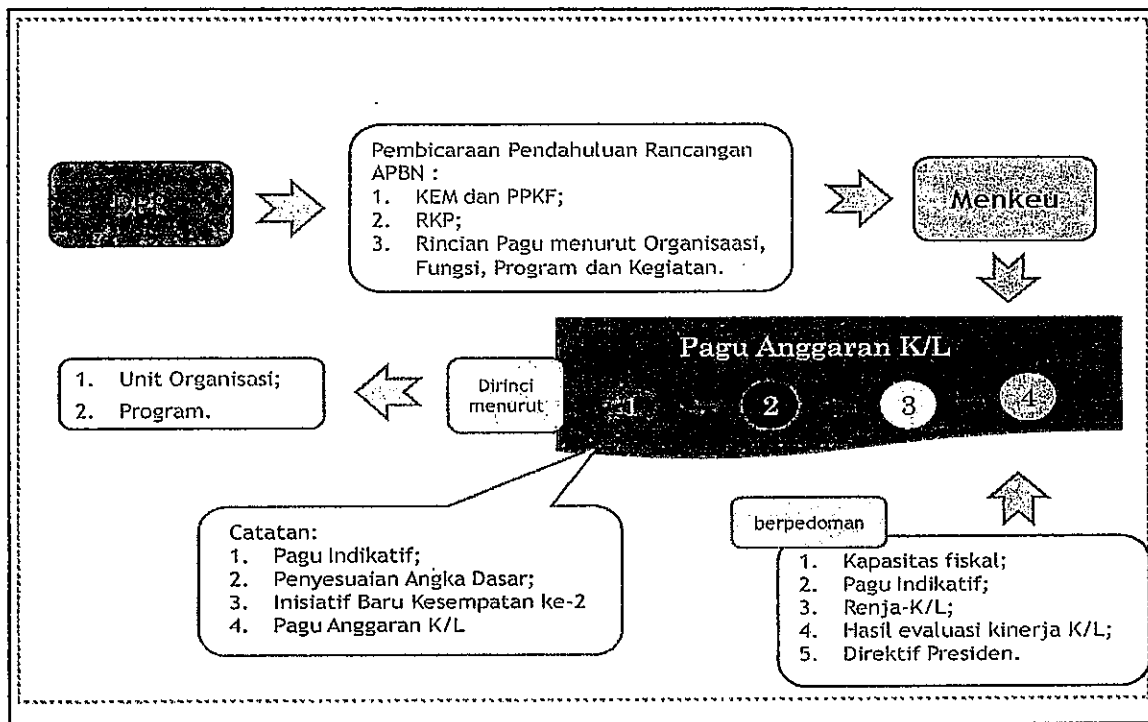 DPR
Pembicaraan Pendahuluan Rancangan
APBN :
1. KEM dan PPKF;
2. RKP;
3. Rincian Pagu menurut Organisaasi,
Fungsi, Program dan Kegiatan.
Menkeu
Pagu Anggaran K/L
1 2 3 4
Dirinci
menurut
1. Unit Organisasi;
2. Program.
Catatan:
1. Pagu Indikatif;
2. Penyesuaian Angka Dasar;
3. Inisiatif Baru Kesempatan ke-2
4. Pagu Anggaran K/L
berpedoman
1. Kapasitas fiskal;
2. Pagu Indikatif;
3. Renja-K/L;
4. Hasil evaluasi kinerja K/L;
5. Direktif Presiden.